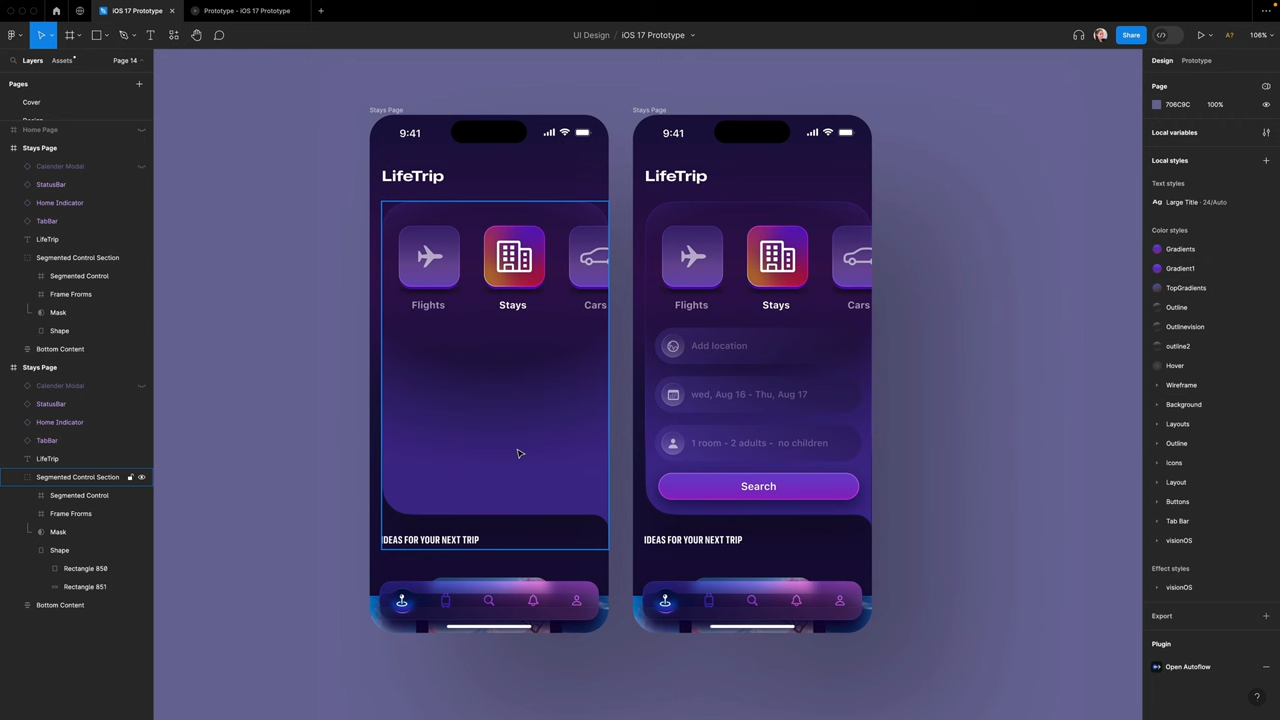 iOS 17 Prototype
Prototype - iOS 17 Prototype
UI Design / iOS 17 Prototype
Share
A?
106%
Layers
Assets
Page 14
Pages
Cover
Home Page
Stays Page
Calender Modal
StatusBar
Home Indicator
TabBar
LifeTrip
Segmented Control Section
Segmented Control
Frame Frorms
Mask
Shape
Bottom Content
Stays Page
Calender Modal
StatusBar
Home Indicator
TabBar
LifeTrip
Segmented Control Section
Segmented Control
Frame Frorms
Mask
Shape
Rectangle 850
Rectangle 851
Bottom Content
Stays Page
9:41
LifeTrip
Flights
Stays
Cars
IDEAS FOR YOUR NEXT TRIP
Stays Page
9:41
LifeTrip
Flights
Stays
Cars
Add location
wed, Aug 16 - Thu, Aug 17
1 room - 2 adults - no children
Search
IDEAS FOR YOUR NEXT TRIP
Design
Prototype
Page
706C9C
100%
Local variables
Local styles
Text styles
Ag Large Title · 24/Auto
Color styles
Gradients
Gradient1
TopGradients
Outline
Outlinevision
outline2
Hover
Wireframe
Background
Layouts
Outline
Icons
Layout
Buttons
Tab Bar
visionOS
Effect styles
visionOS
Export
Plugin
Open Autoflow
?